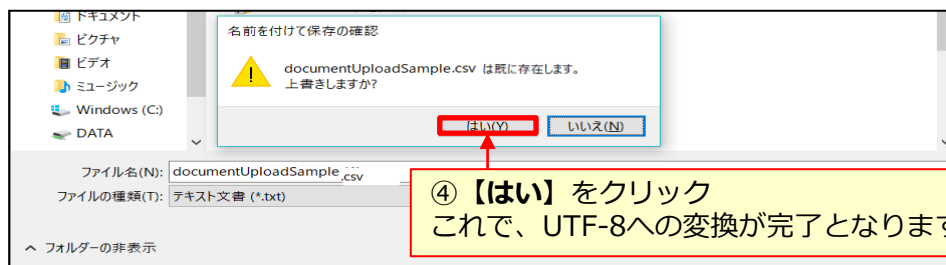 ドキュメント
ピクチャ
ビデオ
ミュージック
Windows (C:)
DATA
名前を付けて保存の確認
documentUploadSample.csv は既に存在します。
上書きしますか?
はい(Y)
いいえ(N)
ファイル名(N): documentUploadSample.csv
ファイルの種類(T): テキスト文書 (*.txt)
④【はい】をクリック
これで、UTF-8への変換が完了となります
フォルダーの非表示